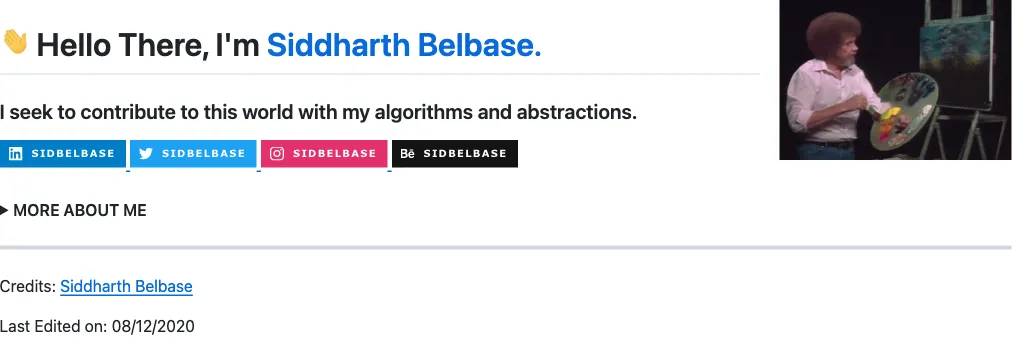 👋 Hello There, I'm Siddharth Belbase.
I seek to contribute to this world with my algorithms and abstractions.
in SIDBELBASE SIDBELBASE SIDBELBASE Bē SIDBELBASE
MORE ABOUT ME
Credits: Siddharth Belbase
Last Edited on: 08/12/2020